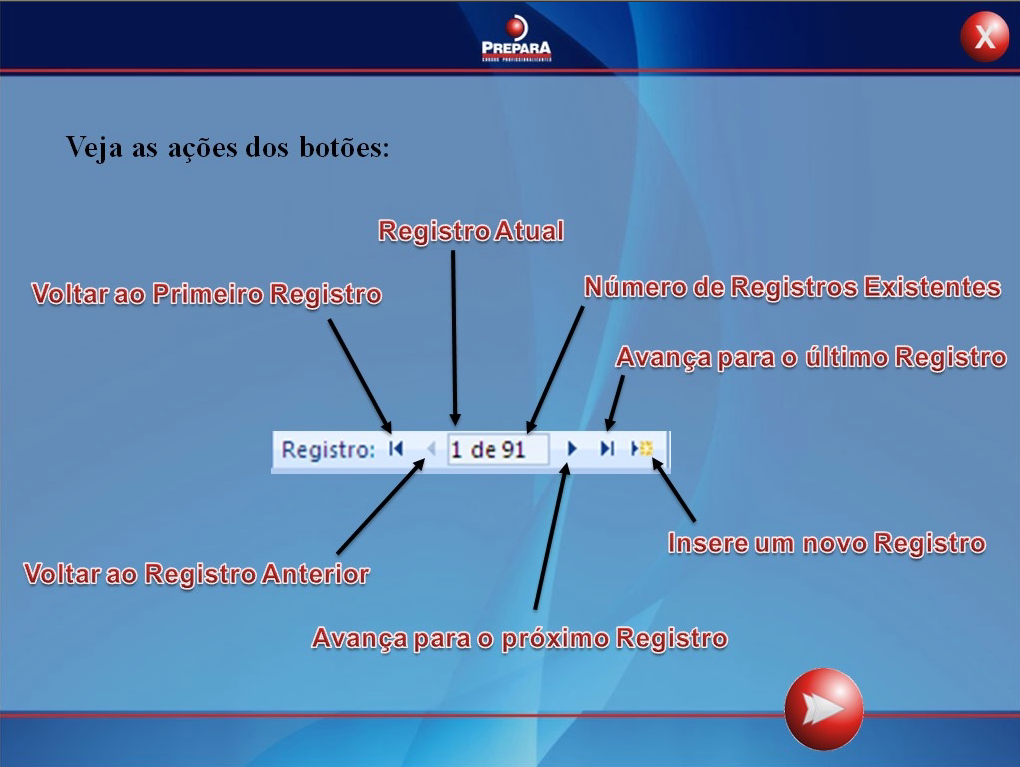 PREPARA
CURSOS PROFISSIONALIZANTES
X
Veja as ações dos botões:
Registro Atual
Voltar ao Primeiro Registro
Número de Registros Existentes
Avança para o último Registro
Registro: 1 de 91
Insere um novo Registro
Voltar ao Registro Anterior
Avança para o próximo Registro